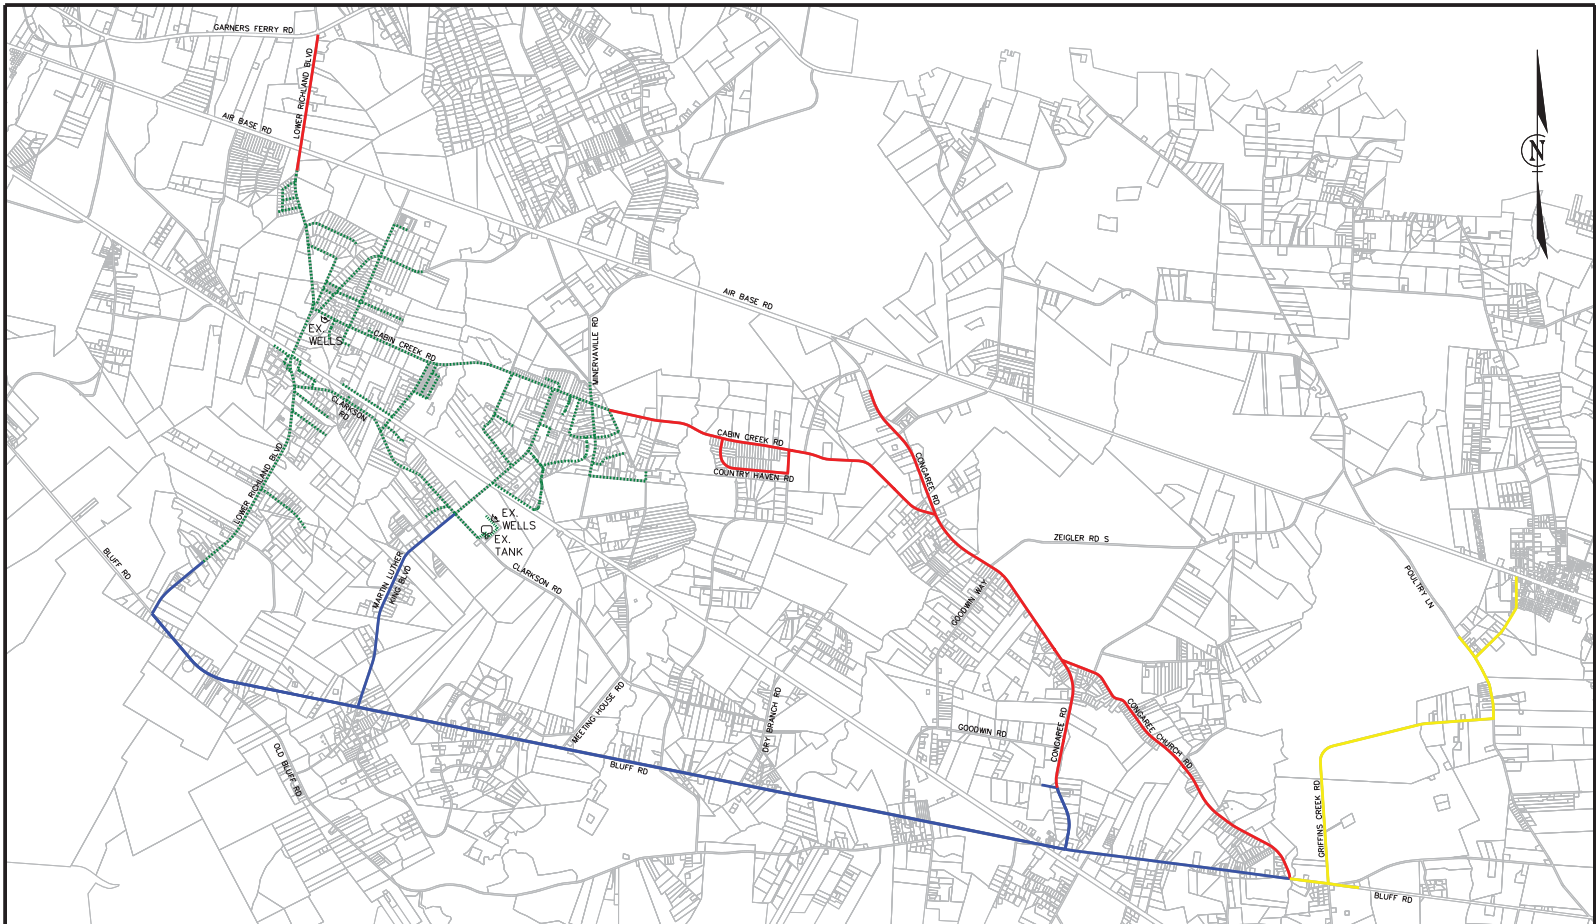 GARNERS FERRY RD
LOWER RICHLAND BLVD
AIR BASE RD
N
AIR BASE RD
MINERVAVILLE RD
EX.
WELLS
CABIN CREEK RD
CLARKSON
RD
CABIN CREEK RD
COUNTRY HAVEN RD
CONGAREE RD
LOWER RICHLAND BLVD
EX.
WELLS
EX.
TANK
ZEIGLER RD S
BLUFF RD
MARTIN LUTHER
KING BLVD
CLARKSON RD
GOODWIN WAY
POULTRY LN
MEETING HOUSE RD
DRY BRANCH RD
GOODWIN RD
CONGAREE RD
CONGAREE CHURCH RD
OLD BLUFF RD
BLUFF RD
GRIFFINS CREEK RD
BLUFF RD